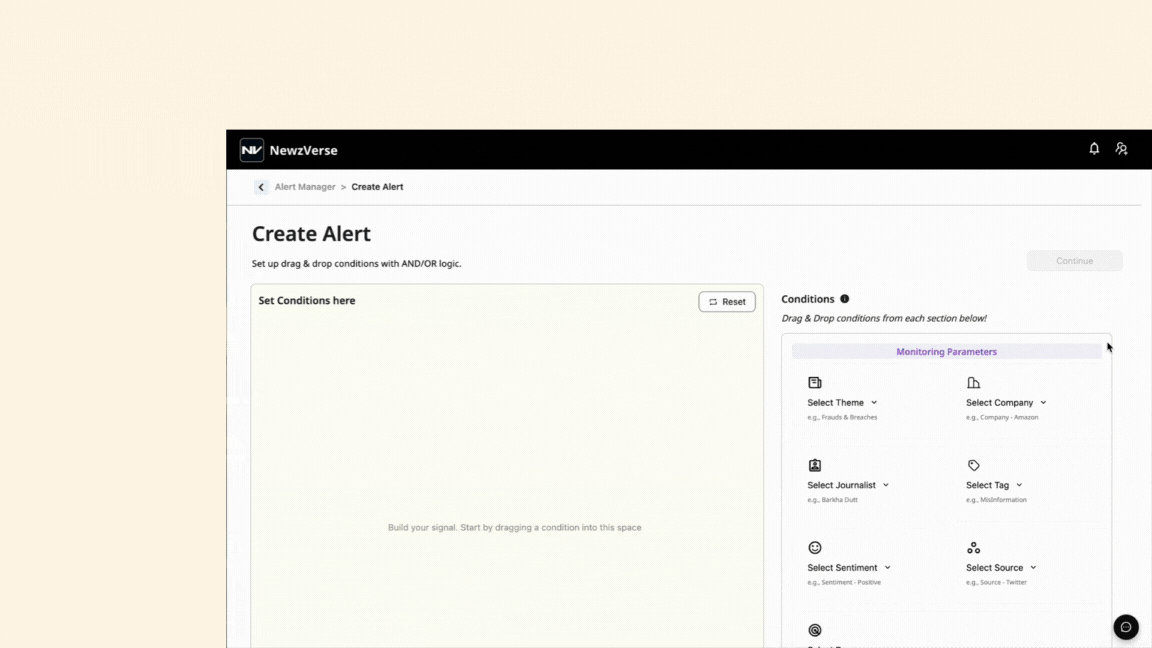 NV NewzVerse
Alert Manager > Create Alert
Create Alert
Set up drag & drop conditions with AND/OR logic.
Continue
Set Conditions here
Reset
Build your signal. Start by dragging a condition into this space
Conditions
Drag & Drop conditions from each section below!
Monitoring Parameters
Select Theme
e.g., Frauds & Breaches
Select Company
e.g., Company - Amazon
Select Journalist
e.g., Barkha Dutt
Select Tag
e.g., Misinformation
Select Sentiment
e.g., Sentiment - Positive
Select Source
e.g., Source - Twitter